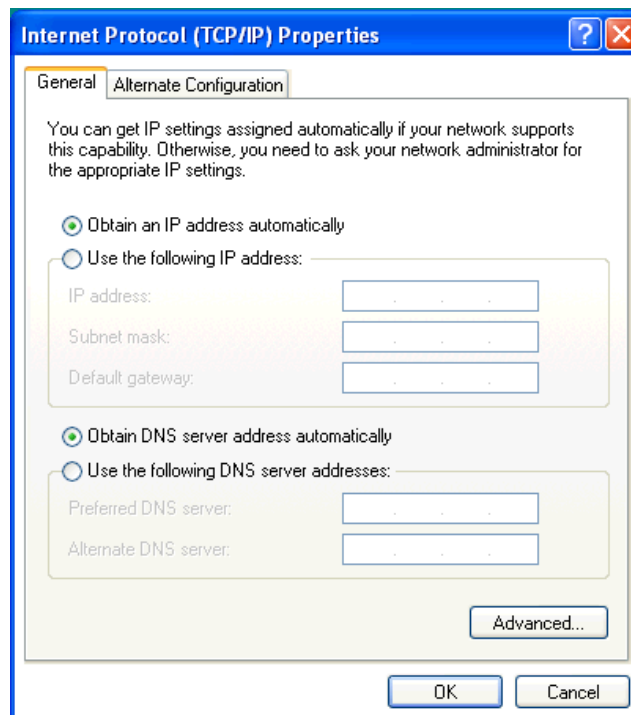 Internet Protocol (TCP/IP) Properties
General
Alternate Configuration
You can get IP settings assigned automatically if your network supports
this capability. Otherwise, you need to ask your network administrator for
the appropriate IP settings.
Obtain an IP address automatically
Use the following IP address:
IP address:
Subnet mask:
Default gateway:
Obtain DNS server address automatically
Use the following DNS server addresses:
Preferred DNS server:
Alternate DNS server:
Advanced...
OK
Cancel